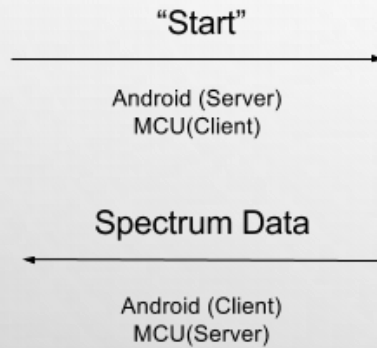 “Start”
Android (Server)
MCU(Client)
Spectrum Data
Android (Client)
MCU(Server)